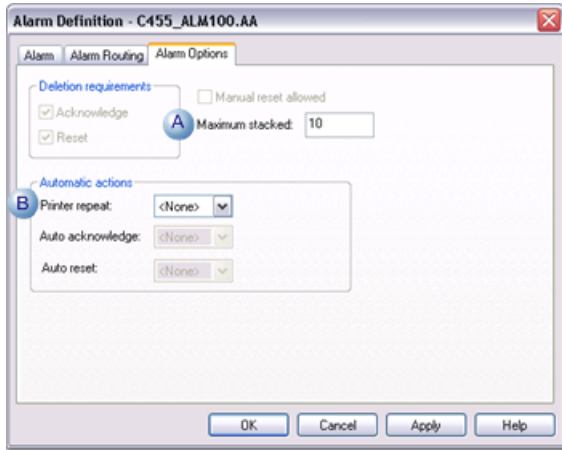 Alarm Definition - C455_ALM100.AA
Alarm Alarm Routing Alarm Options
Deletion requirements
Acknowledge
Reset
Manual reset allowed
A Maximum stacked: 10
Automatic actions
B Printer repeat: <None>
Auto acknowledge: <None>
Auto reset: <None>
OK Cancel Apply Help